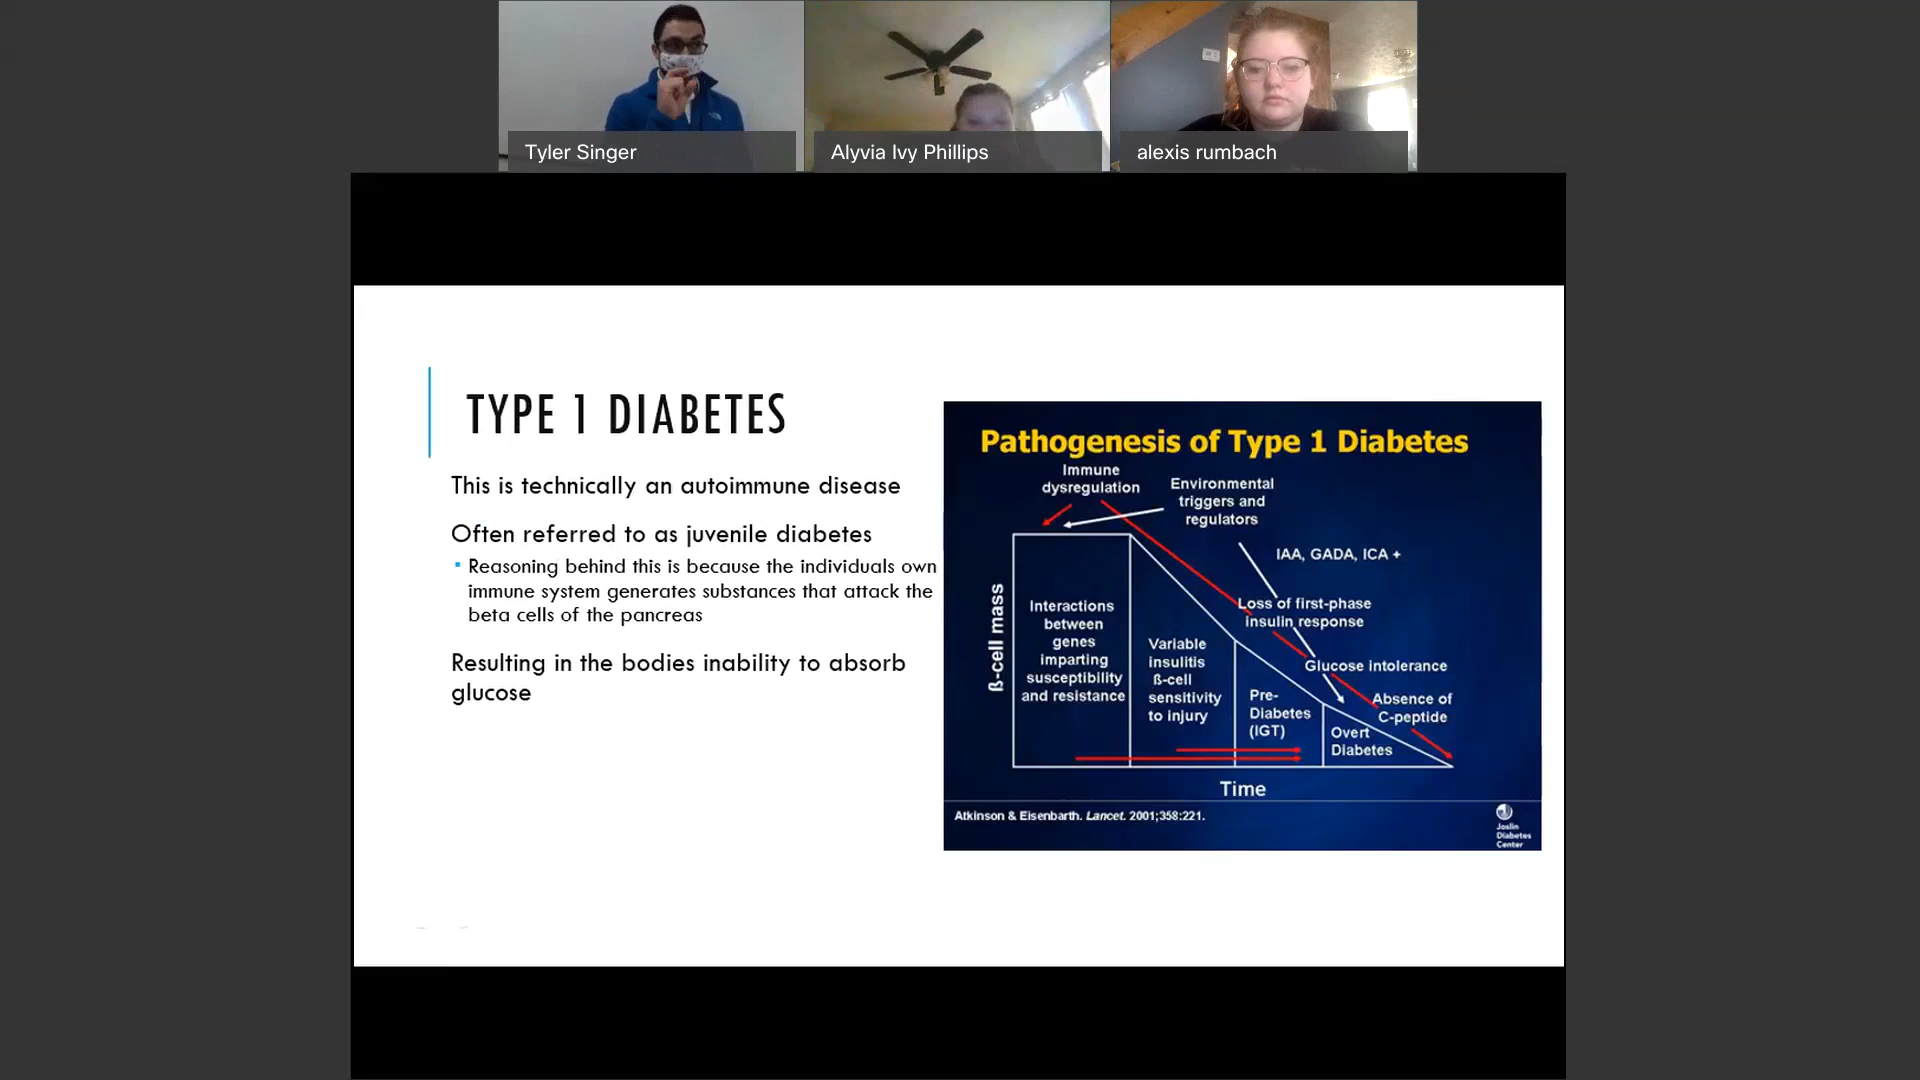 Tyler Singer
Alyvia Ivy Phillips
alexis rumbach
TYPE 1 DIABETES
This is technically an autoimmune disease
Often referred to as juvenile diabetes
Reasoning behind this is because the individuals own
immune system generates substances that attack the
beta cells of the pancreas
Resulting in the bodies inability to absorb
glucose
Pathogenesis of Type 1 Diabetes
Immune
dysregulation
Environmental
triggers and
regulators
IAA, GADA, ICA +
Loss of first-phase
insulin response
Glucose intolerance
Absence of
C-peptide
ß-cell mass
Interactions
between
genes
imparting
susceptibility
and resistance
Variable
insulitis
ß-cell
sensitivity
to injury
Pre-
Diabetes
(IGT)
Overt
Diabetes
Time
Atkinson & Eisenbarth. Lancet. 2001;358:221.
Joslin
Diabetes
Center